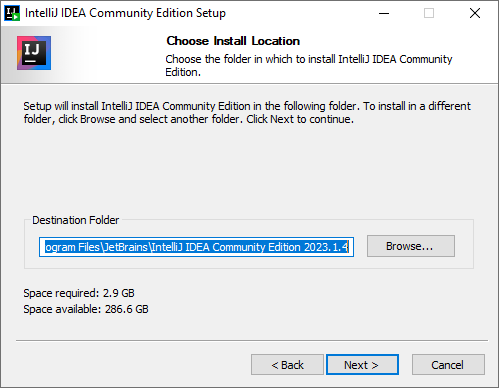 IntelliJ IDEA Community Edition Setup
IJ
Choose Install Location
Choose the folder in which to install IntelliJ IDEA Community
Edition.
Setup will install IntelliJ IDEA Community Edition in the following folder. To install in a different
folder, click Browse and select another folder. Click Next to continue.
Destination Folder
ogram Files\JetBrains\IntelliJ IDEA Community Edition 2023.1.4
Browse...
Space required: 2.9 GB
Space available: 286.6 GB
< Back
Next >
Cancel